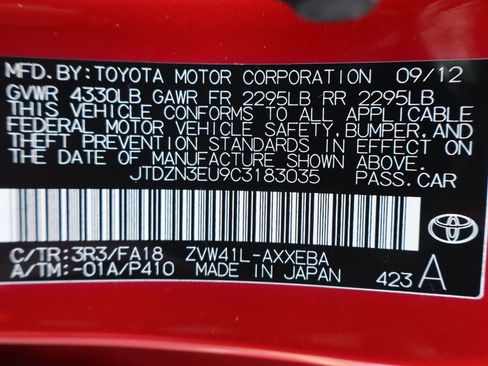 MFD.BY:TOYOTA MOTOR CORPORATION 09/12
GVWR 4330LB GAWR FR 2295LB RR 2295LB
THIS VEHICLE CONFORMS TO ALL APPLICABLE
FEDERAL MOTOR VEHICLE SAFETY,BUMPER,AND
THEFT PREVENTION STANDARDS IN EFFECT ON
THE DATE OF MANUFACTURE SHOWN ABOVE.
JTDZN3EU9C3183035 PASS.CAR
C/TR:3R3/FA18 ZVW41L-AXXEBA
A/TM:-01A/P410 MADE IN JAPAN 423 A
TOYOTA